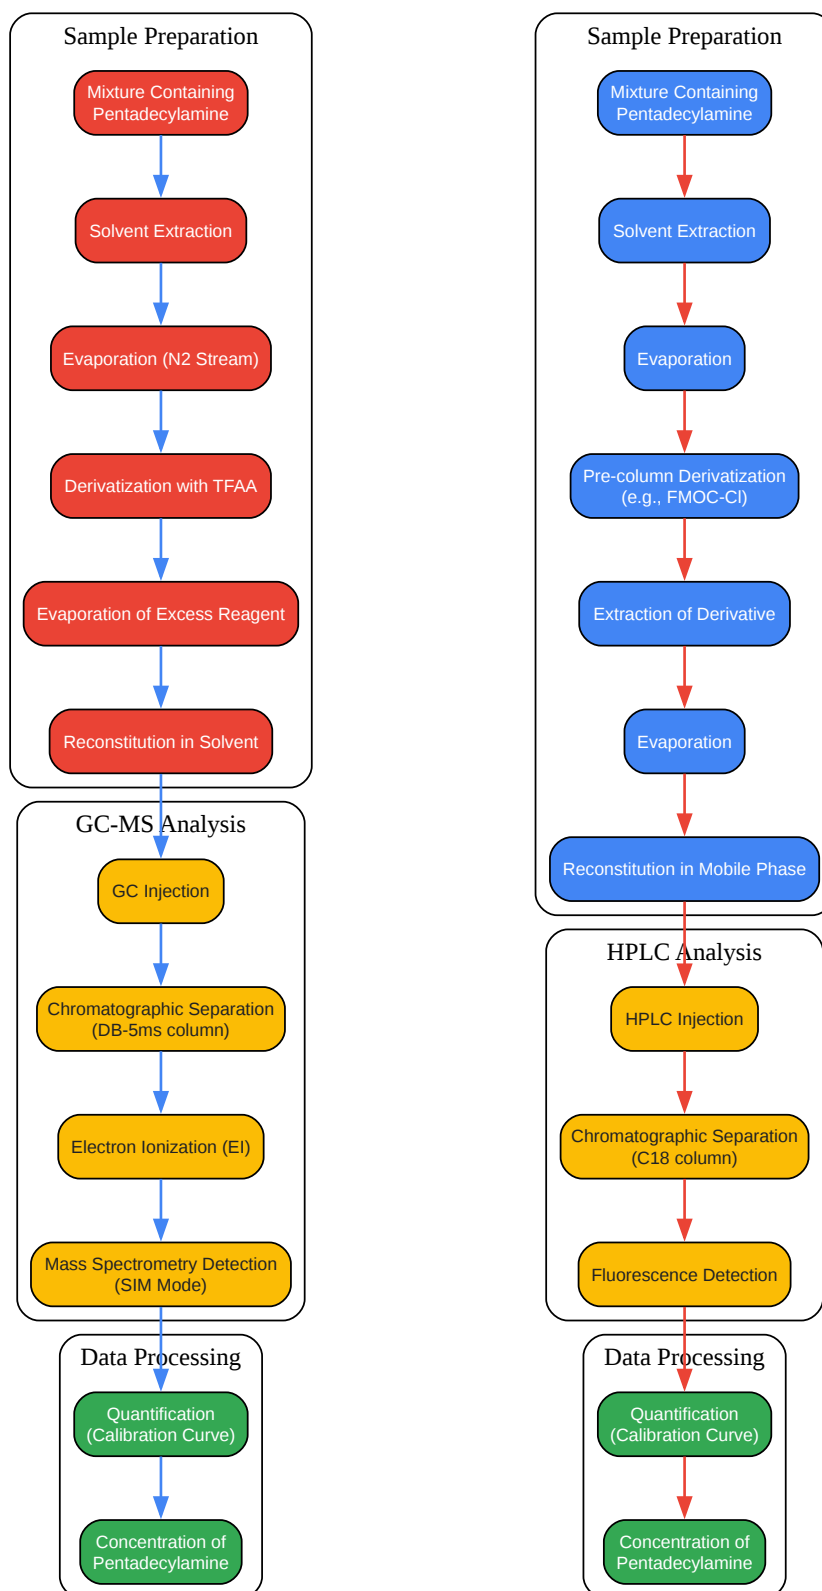 Sample Preparation
Mixture Containing
Pentadecylamine
Solvent Extraction
Evaporation (N2 Stream)
Derivatization with TFAA
Evaporation of Excess Reagent
Reconstitution in Solvent
GC-MS Analysis
GC Injection
Chromatographic Separation
(DB-5ms column)
Electron Ionization (EI)
Mass Spectrometry Detection
(SIM Mode)
Data Processing
Quantification
(Calibration Curve)
Concentration of
Pentadecylamine
Sample Preparation
Mixture Containing
Pentadecylamine
Solvent Extraction
Evaporation
Pre-column Derivatization
(e.g., FMOC-Cl)
Extraction of Derivative
Evaporation
Reconstitution in Mobile Phase
HPLC Analysis
HPLC Injection
Chromatographic Separation
(C18 column)
Fluorescence Detection
Data Processing
Quantification
(Calibration Curve)
Concentration of
Pentadecylamine